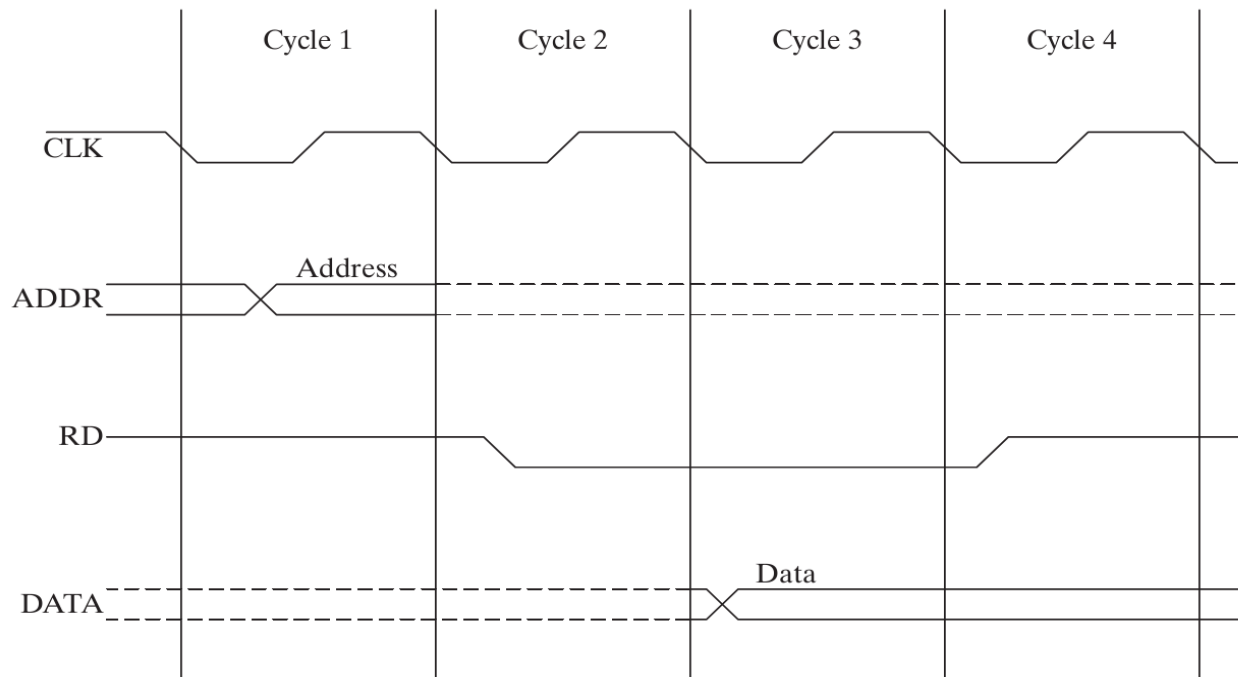 Cycle 1
Cycle 2
Cycle 3
Cycle 4
CLK
Address
ADDR
RD
Data
DATA